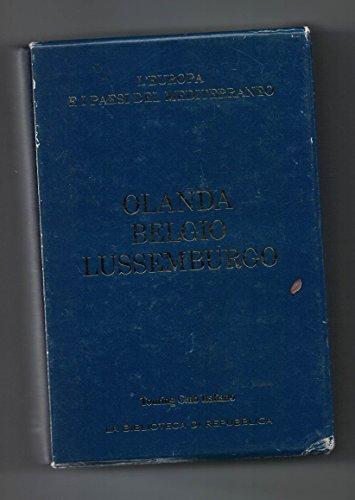 L'EUROPA
E I PAESI DEL MEDITERRANEO
OLANDA
BELGIO
LUSSEMBURGO
Touring Club Italiano
LA BIBLIOTECA DI REPUBBLICA